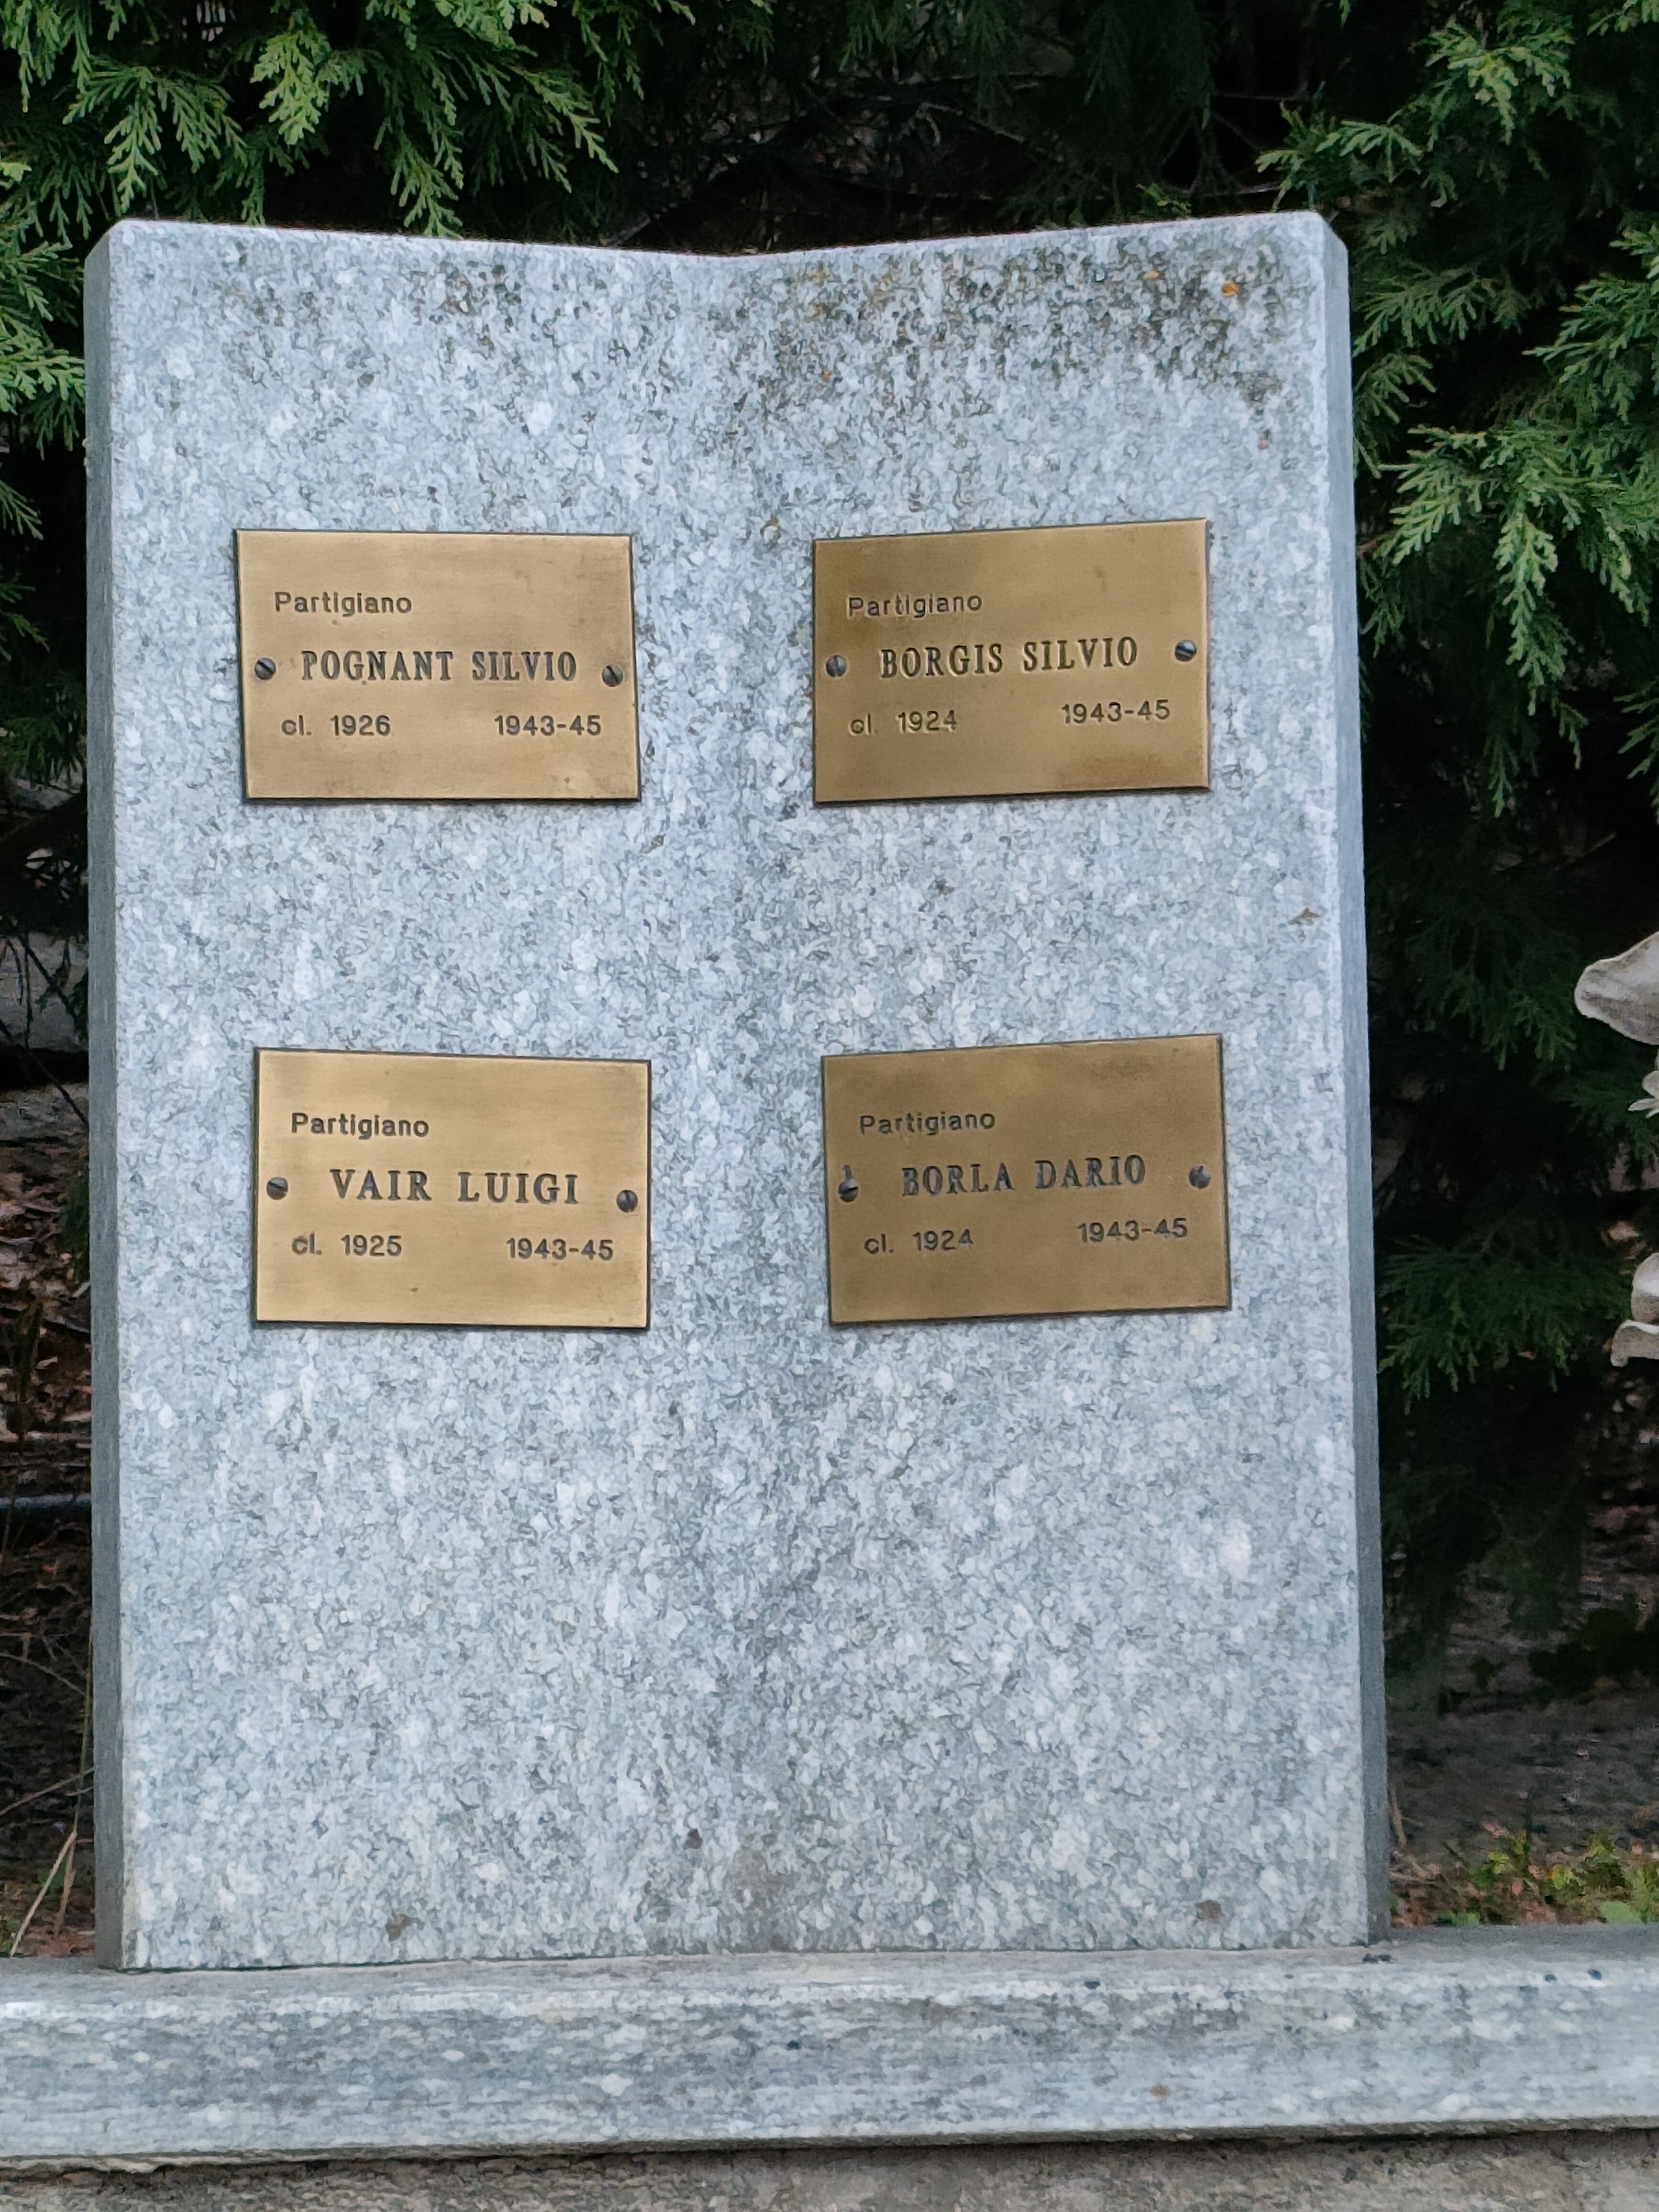 Partigiano
POGNANT SILVIO
cl. 1926 1943-45
Partigiano
BORGIS SILVIO
cl. 1924 1943-45
Partigiano
VAIR LUIGI
cl. 1925 1943-45
Partigiano
BORLA DARIO
cl. 1924 1943-45